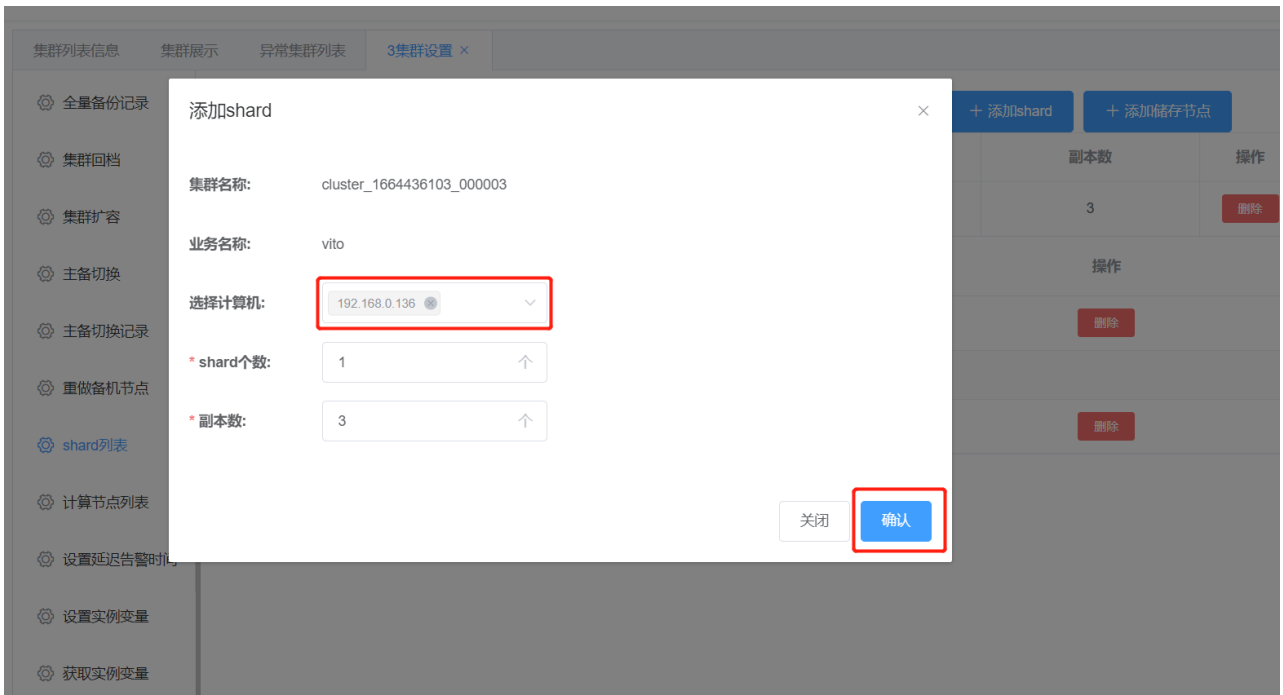 集群列表信息 集群展示 异常集群列表 3集群设置 ×
全量备份记录
集群回档
集群扩容
主备切换
主备切换记录
重做备机节点
shard列表
计算节点列表
设置延迟告警时间
设置实例变量
获取实例变量
+ 添加shard + 添加储存节点
副本数 操作
3 删除
操作
删除
删除
添加shard ×
集群名称: cluster_1664436103_000003
业务名称: vito
选择计算机: 192.168.0.136
* shard个数: 1 个
* 副本数: 3 个
关闭 确认